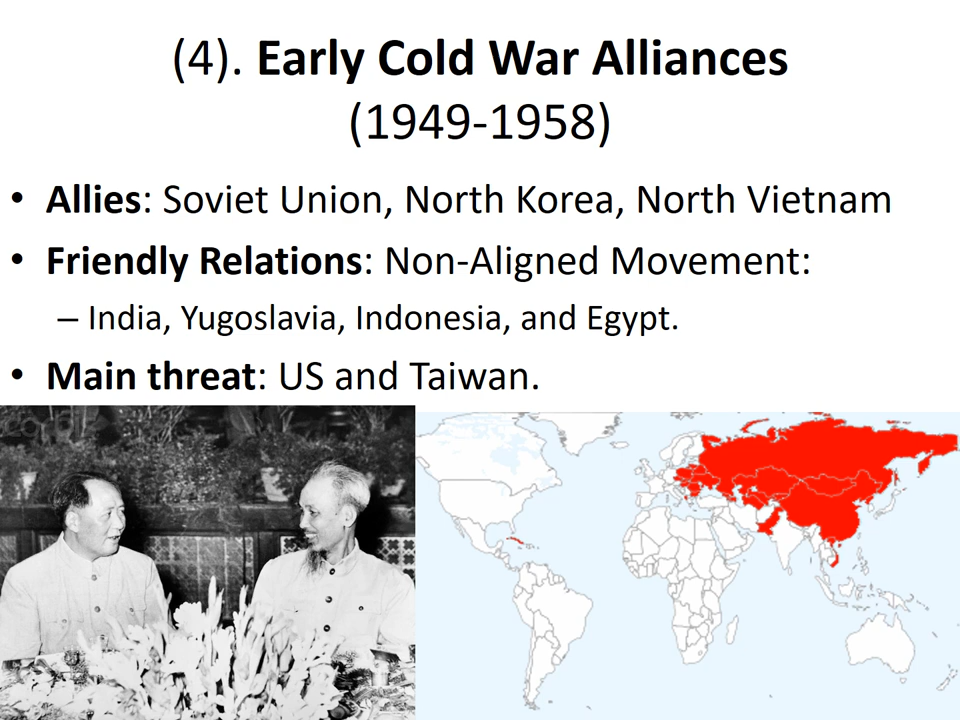 (4). Early Cold War Alliances
(1949-1958)
• Allies: Soviet Union, North Korea, North Vietnam
• Friendly Relations: Non-Aligned Movement:
– India, Yugoslavia, Indonesia, and Egypt.
• Main threat: US and Taiwan.